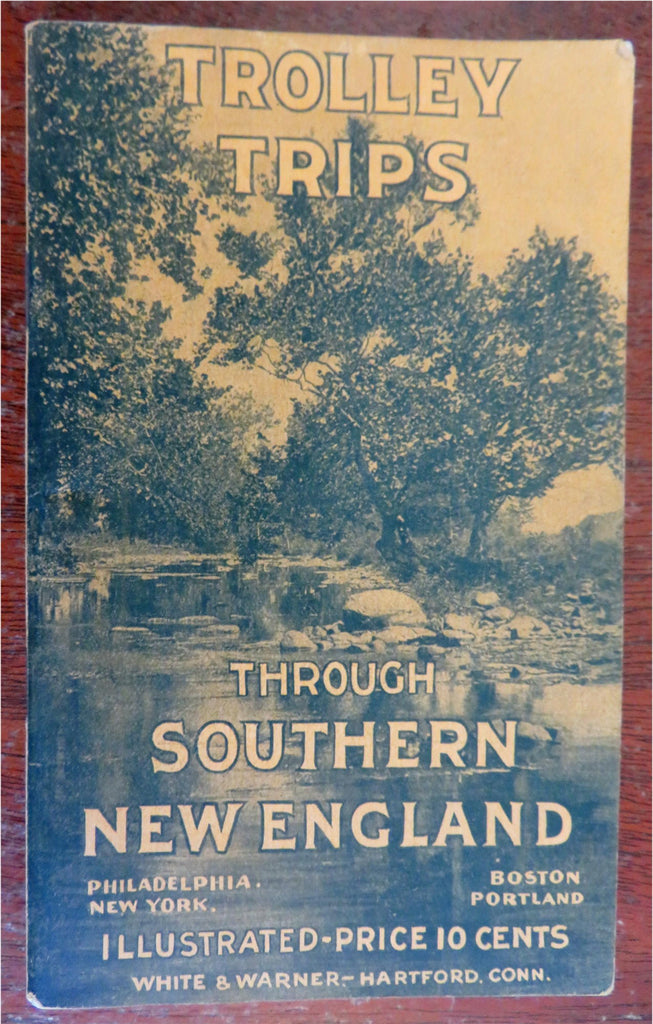 TROLLEY
TRIPS
THROUGH
SOUTHERN
NEW ENGLAND
PHILADELPHIA.
NEW YORK.
BOSTON
PORTLAND
ILLUSTRATED-PRICE 10 CENTS
WHITE & WARNER-HARTFORD. CONN.